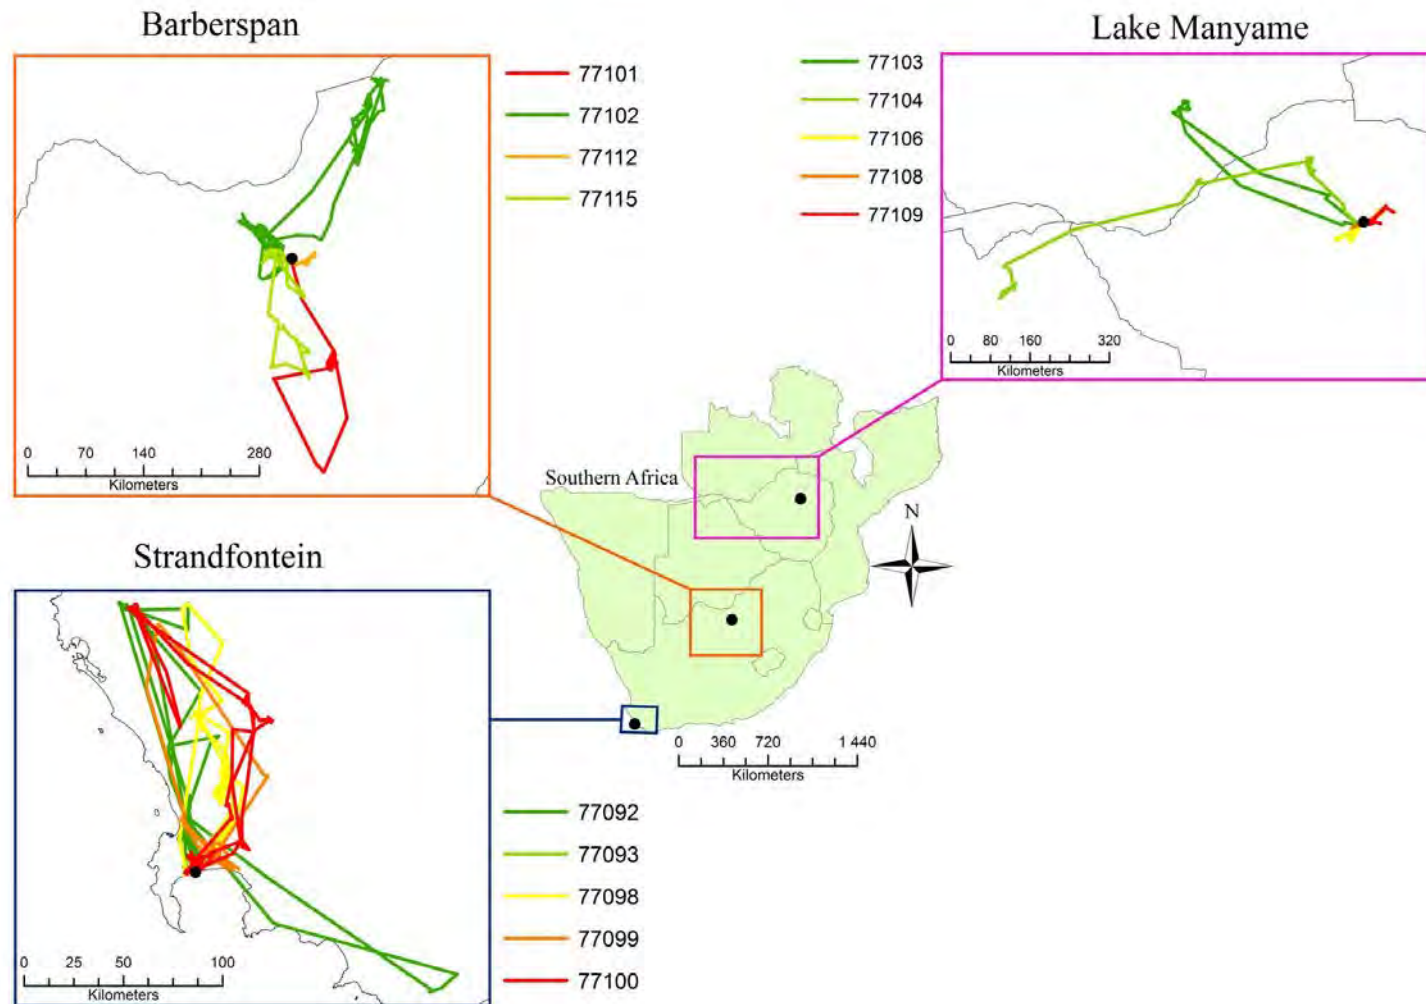 Barberspan
Lake Manyame
77101
77102
77112
77115
77103
77104
77106
77108
77109
0 70 140 280
Kilometers
0 80 160 320
Kilometers
Southern Africa
N
Strandfontein
0 360 720 1 440
Kilometers
77092
77093
77098
77099
77100
0 25 50 100
Kilometers